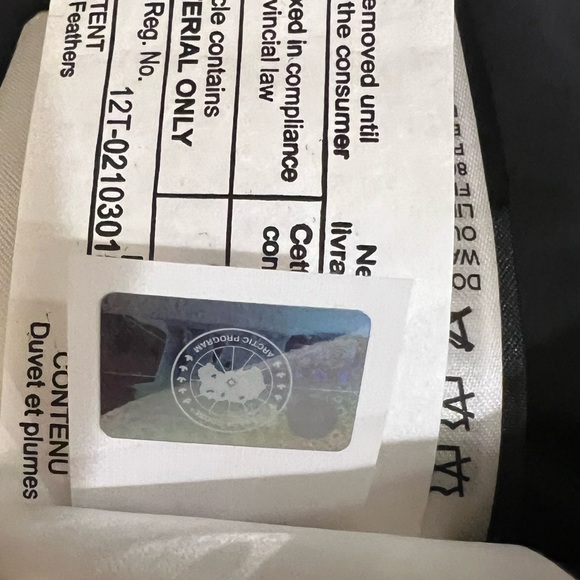 emoved until
the consumer
xed in compliance
vincial law
cle contains
ERIAL ONLY
Reg. No.
12T-0210301
TENT
Feathers
Ne
livra
Cet
con
CONTENU
Duvet et plumes
ARCTIC PROGRAM